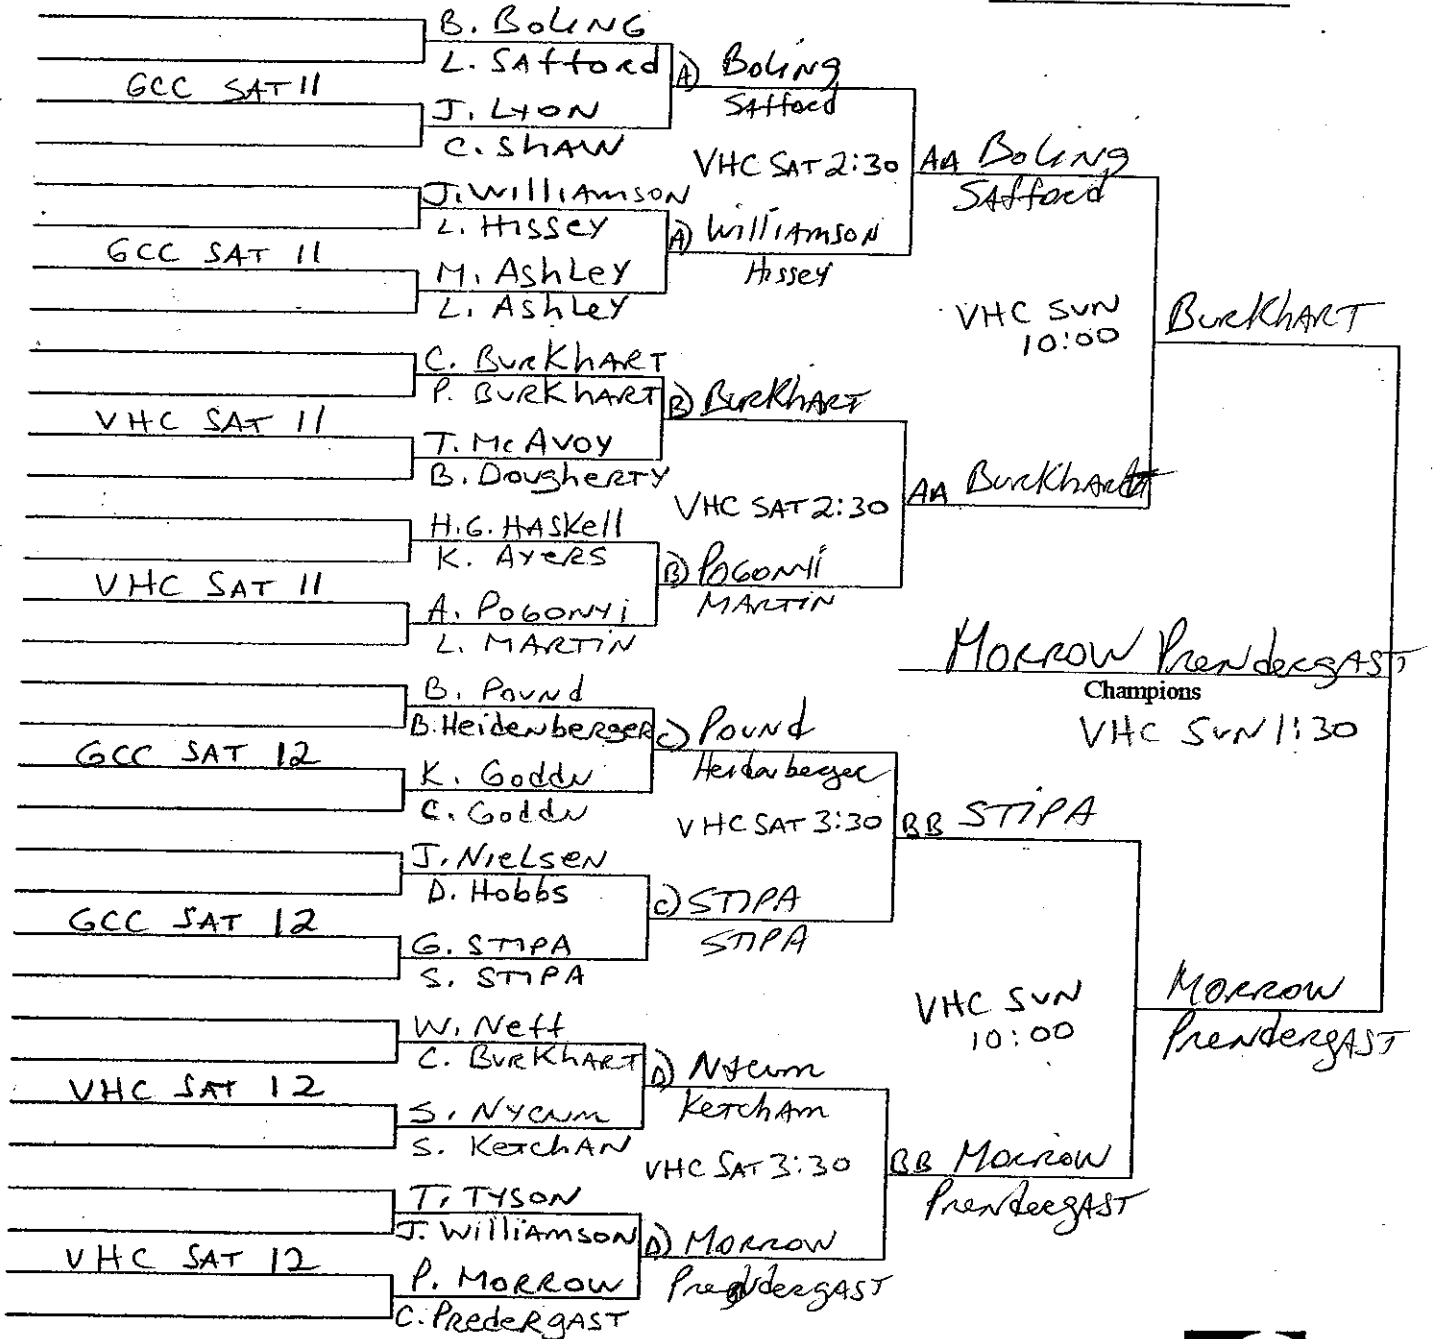 B. BOLING
L. SAfford
GCC SAT 11
J. LYON
C. SHAW
J. WilliAmson
L. Hissey
GCC SAT 11
M. AshLey
L. AshLey
C. BurKhART
P. BURKHART
VHC SAT 11
T. Mc Avoy
B. DoughERTY
H.G. HASKell
K. AyERS
VHC SAT 11
A. POGONYi
L. MARTIN
B. Pound
B. Heidenberger
GCC SAT 12
K. Goddn
C. Goddn
J. NieLsen
D. Hobbs
GCC SAT 12
G. STIPA
S. STIPA
W. Neff
C. BURKHART
VHC SAT 12
S. Nycum
S. KetchAN
T. TYSON
J. WilliAMSON
VHC SAT 12
P. MORROW
C. PredeRgAST
A) Boling
SAfford
VHC SAT 2:30
A) WilliAMSON
Hissey
B) BurKhART
VHC SAT 2:30
B) POGONYi
MARTIN
C) Pound
Heidenberger
VHC SAT 3:30
C) STIPA
STIPA
D) Nycum
KetchAm
VHC SAT 3:30
D) MORROW
PrendergAST
AA Boling
SAfford
VHC SUN
10:00
AA BurKhART
BB STIPA
VHC SUN
10:00
BB MORROW
PrendergAST
BurKhART
MORROW PrendergAST
Champions
VHC SUN 1:30
MORROW
PrendergAST